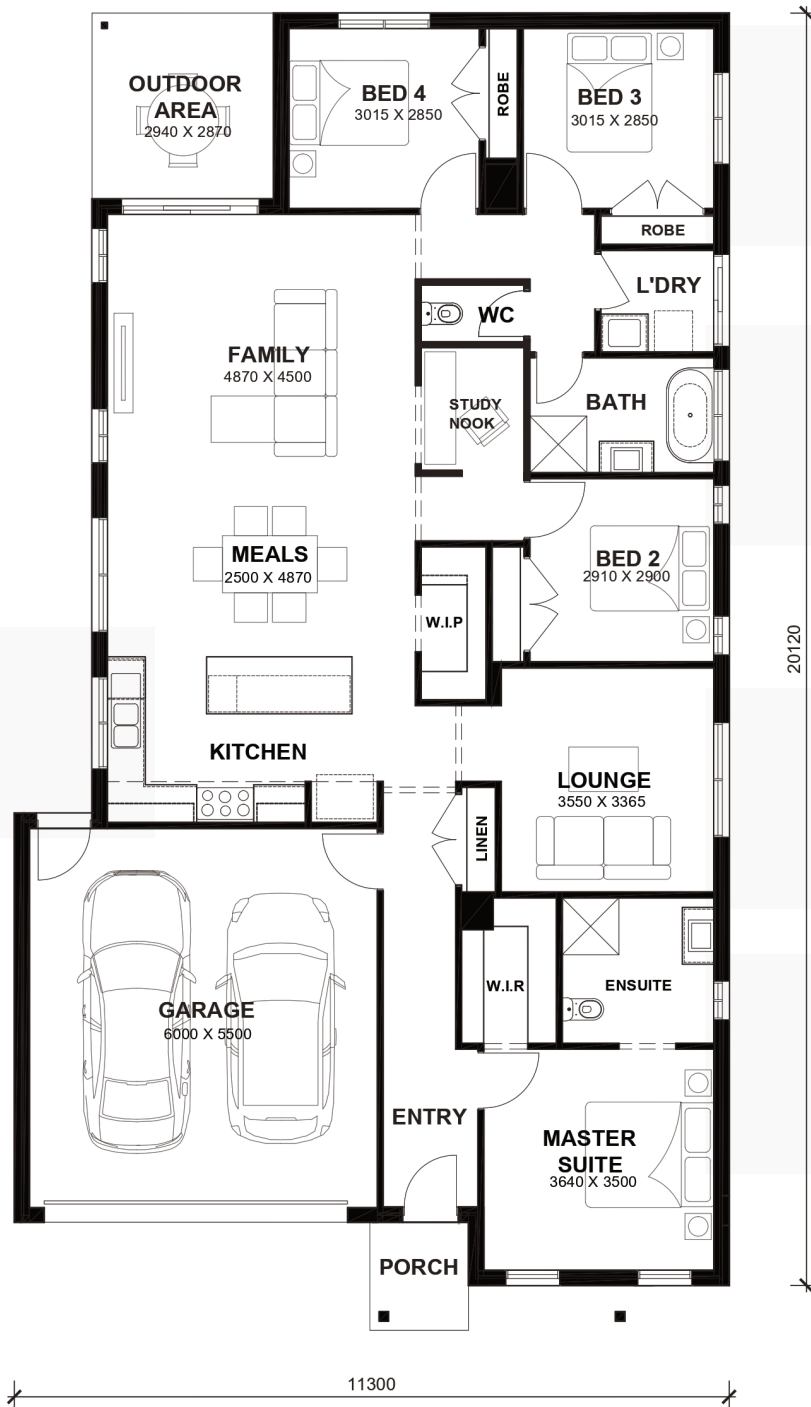 OUTDOOR
AREA
2940 X 2870
BED 4
3015 X 2850
ROBE
BED 3
3015 X 2850
ROBE
L'DRY
WC
FAMILY
4870 X 4500
STUDY
NOOK
BATH
MEALS
2500 X 4870
BED 2
2910 X 2900
W.I.P
20120
KITCHEN
LOUNGE
3550 X 3365
LINEN
GARAGE
6000 X 5500
W.I.R
ENSUITE
ENTRY
MASTER
SUITE
3640 X 3500
PORCH
11300